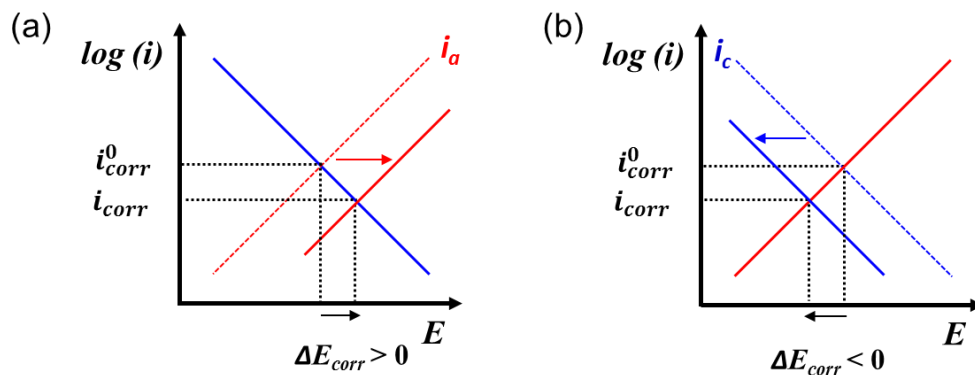 (a)
log (i)
i_a
i^0_corr
i_corr
E
ΔE_corr > 0
(b)
log (i)
i_c
i^0_corr
i_corr
E
ΔE_corr < 0